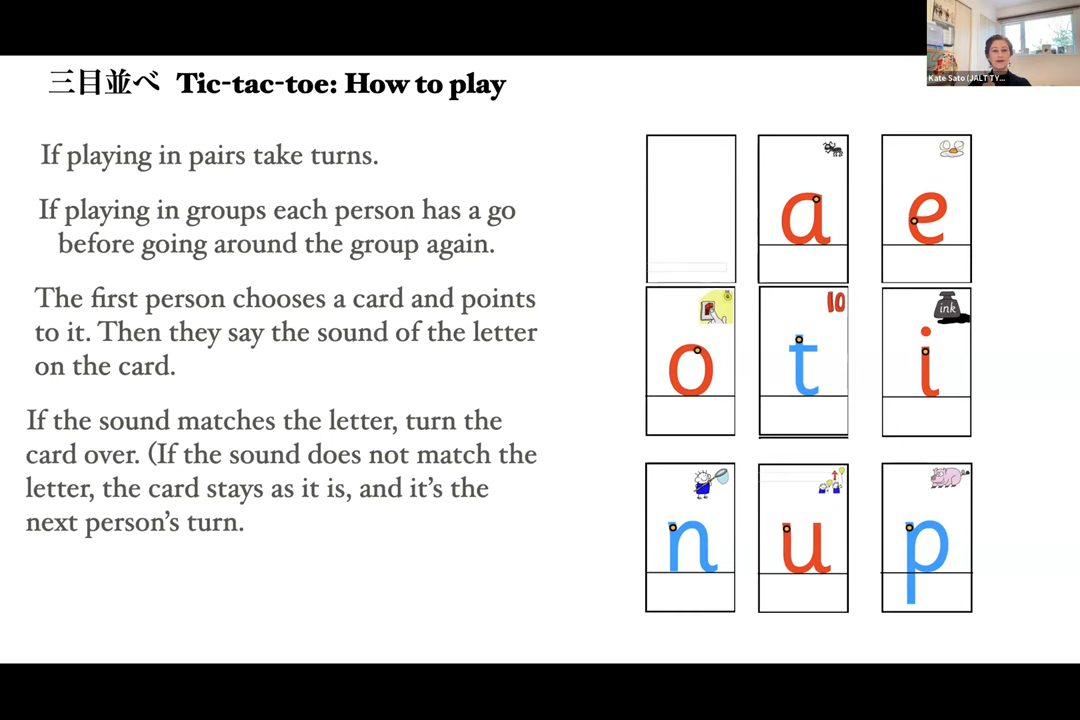 三目並べ Tic-tac-toe: How to play
Kate Sato (JALT TY...
If playing in pairs take turns.
If playing in groups each person has a go
before going around the group again.
The first person chooses a card and points
to it. Then they say the sound of the letter
on the card.
If the sound matches the letter, turn the
card over. (If the sound does not match the
letter, the card stays as it is, and it’s the
next person’s turn.
a
e
o
10
t
ink
i
n
u
p